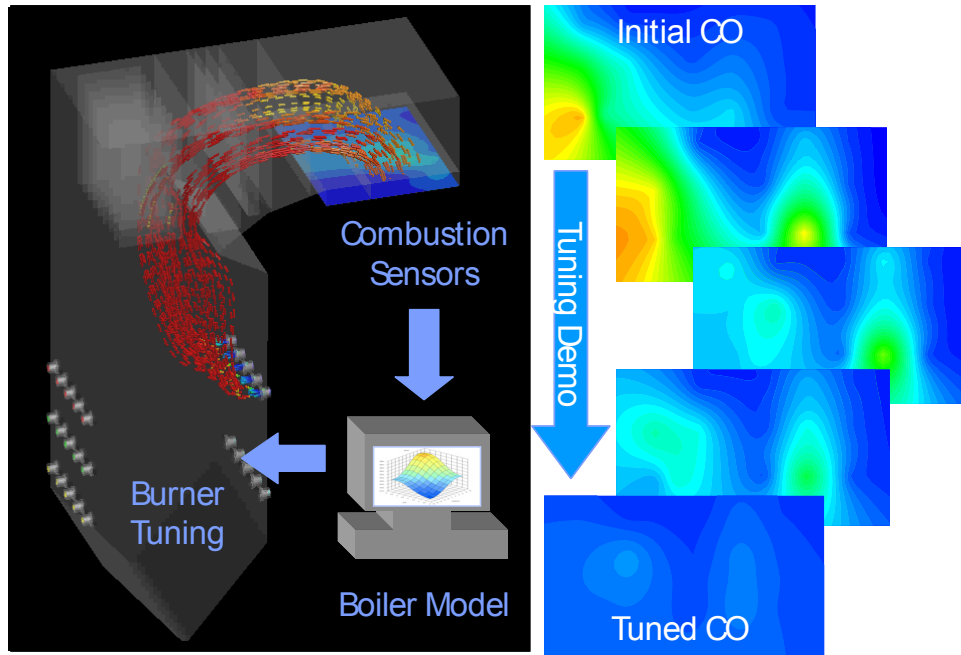 Initial CO
Combustion
Sensors
Tuning Demo
Burner
Tuning
Boiler Model
Tuned CO